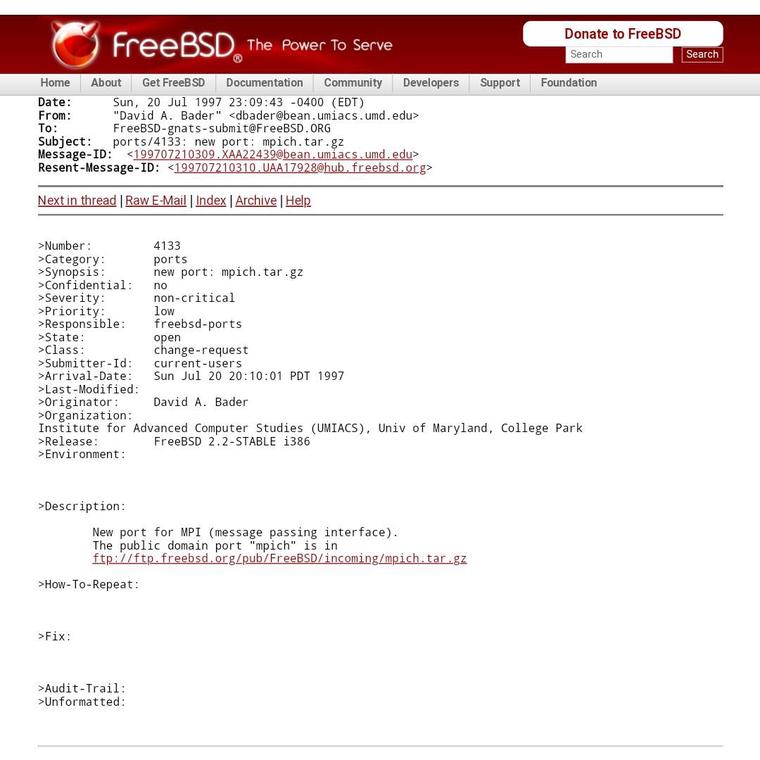 FreeBSD® The Power To Serve
Donate to FreeBSD
Search Search
Home About Get FreeBSD Documentation Community Developers Support Foundation
Date: Sun, 20 Jul 1997 23:09:43 -0400 (EDT)
From: "David A. Bader" <dbader@bean.umiacs.umd.edu>
To: FreeBSD-gnats-submit@FreeBSD.ORG
Subject: ports/4133: new port: mpich.tar.gz
Message-ID: <199707210309.XAA22439@bean.umiacs.umd.edu>
Resent-Message-ID: <199707210310.UAA17928@hub.freebsd.org>
Next in thread | Raw E-Mail | Index | Archive | Help
>Number: 4133
>Category: ports
>Synopsis: new port: mpich.tar.gz
>Confidential: no
>Severity: non-critical
>Priority: low
>Responsible: freebsd-ports
>State: open
>Class: change-request
>Submitter-Id: current-users
>Arrival-Date: Sun Jul 20 20:10:01 PDT 1997
>Last-Modified:
>Originator: David A. Bader
>Organization:
Institute for Advanced Computer Studies (UMIACS), Univ of Maryland, College Park
>Release: FreeBSD 2.2-STABLE i386
>Environment:
>Description:
New port for MPI (message passing interface).
The public domain port "mpich" is in
ftp://ftp.freebsd.org/pub/FreeBSD/incoming/mpich.tar.gz
>How-To-Repeat:
>Fix:
>Audit-Trail:
>Unformatted: